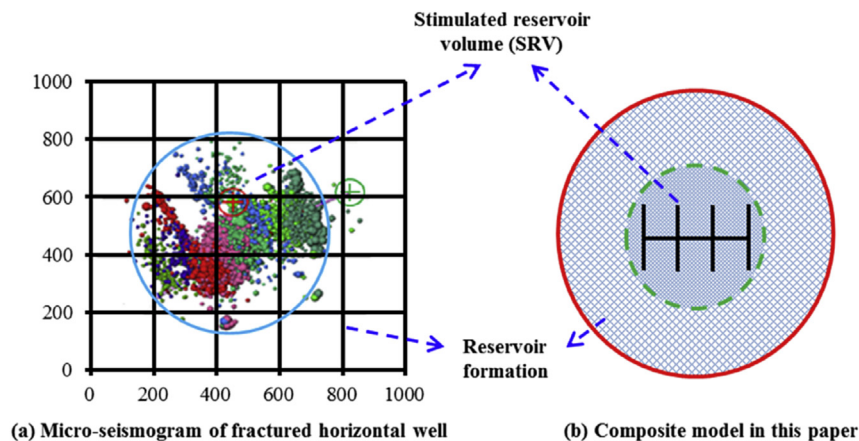 Stimulated reservoir
volume (SRV)
1000
800
600
400
200
0
0 200 400 600 800 1000
Reservoir
formation
(a) Micro-seismogram of fractured horizontal well
(b) Composite model in this paper